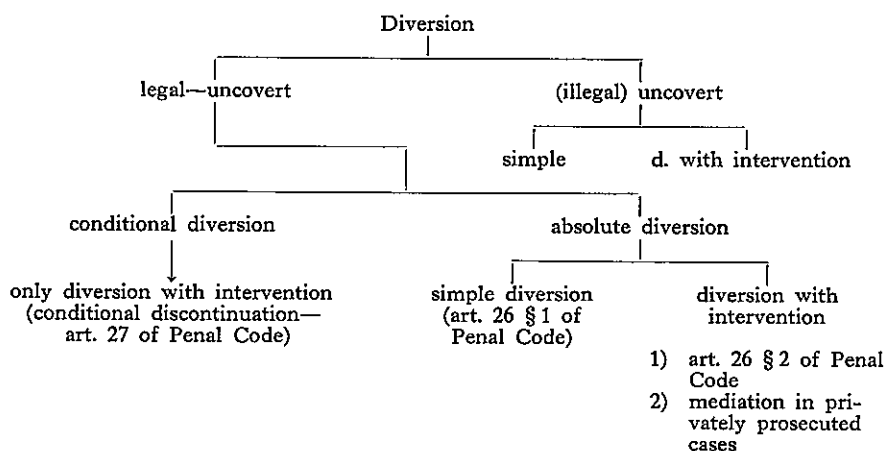 Diversion
legal—uncovert
(illegal) uncovert
simple
d. with intervention
conditional diversion
absolute diversion
only diversion with intervention
(conditional discontinuation—
art. 27 of Penal Code)
simple diversion
(art. 26 § 1 of
Penal Code)
diversion with
intervention
1) art. 26 § 2 of Penal
Code
2) mediation in pri-
vately prosecuted
cases